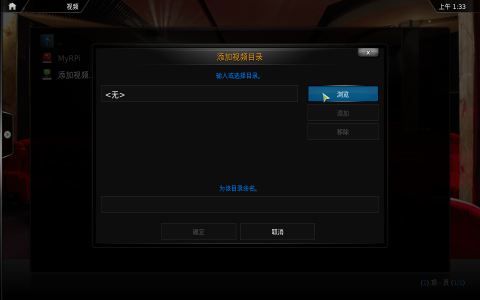 视频
上午 1:33
..
MyRPi
添加视频...
添加视频目录
输入或选择目录。
<无>
浏览
添加
移除
为该目录命名。
确定
取消